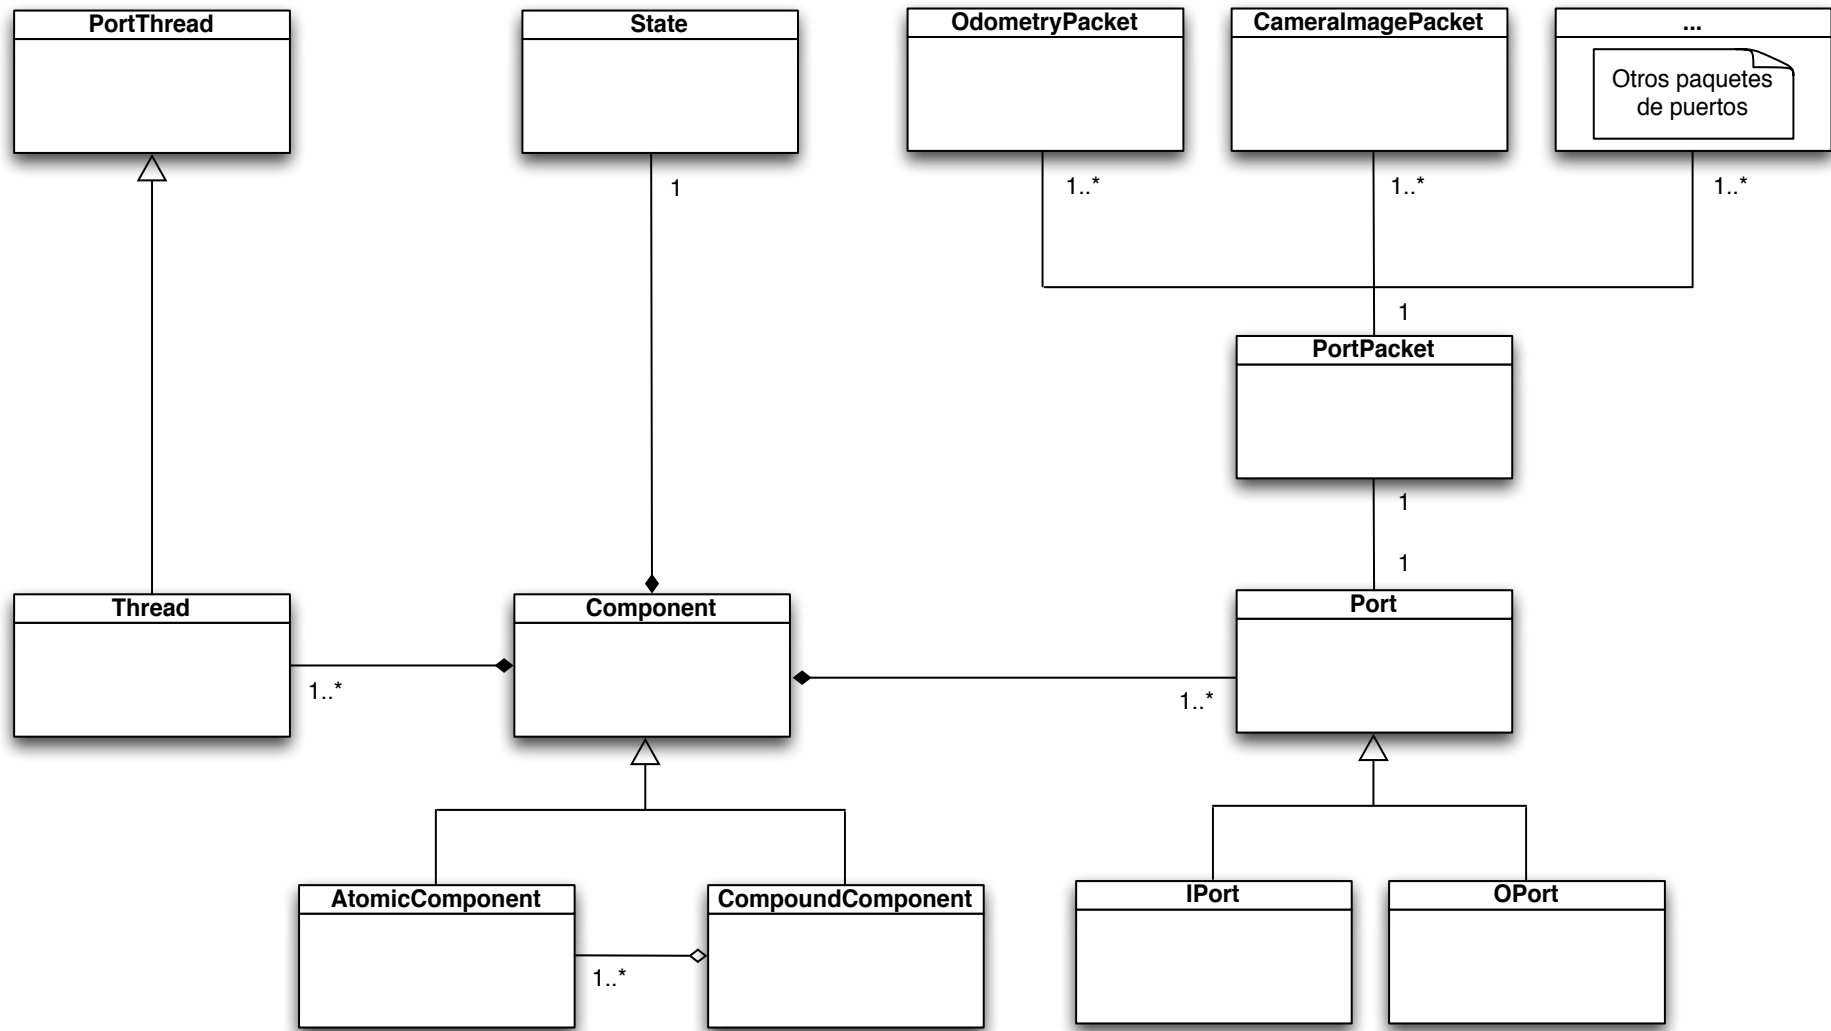 PortThread
State
OdometryPacket
CameraImagePacket
...
Otros paquetes
de puertos
1
1..*
1..*
1..*
1
PortPacket
1
1
Thread
Component
Port
1..*
1..*
AtomicComponent
CompoundComponent
IPort
OPort
1..*